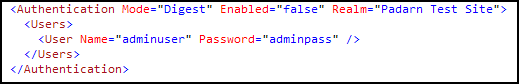 <Authentication Mode="Digest" Enabled="false" Realm="Padarn Test Site">
  <Users>
    <User Name="adminuser" Password="adminpass" />
  </Users>
</Authentication>